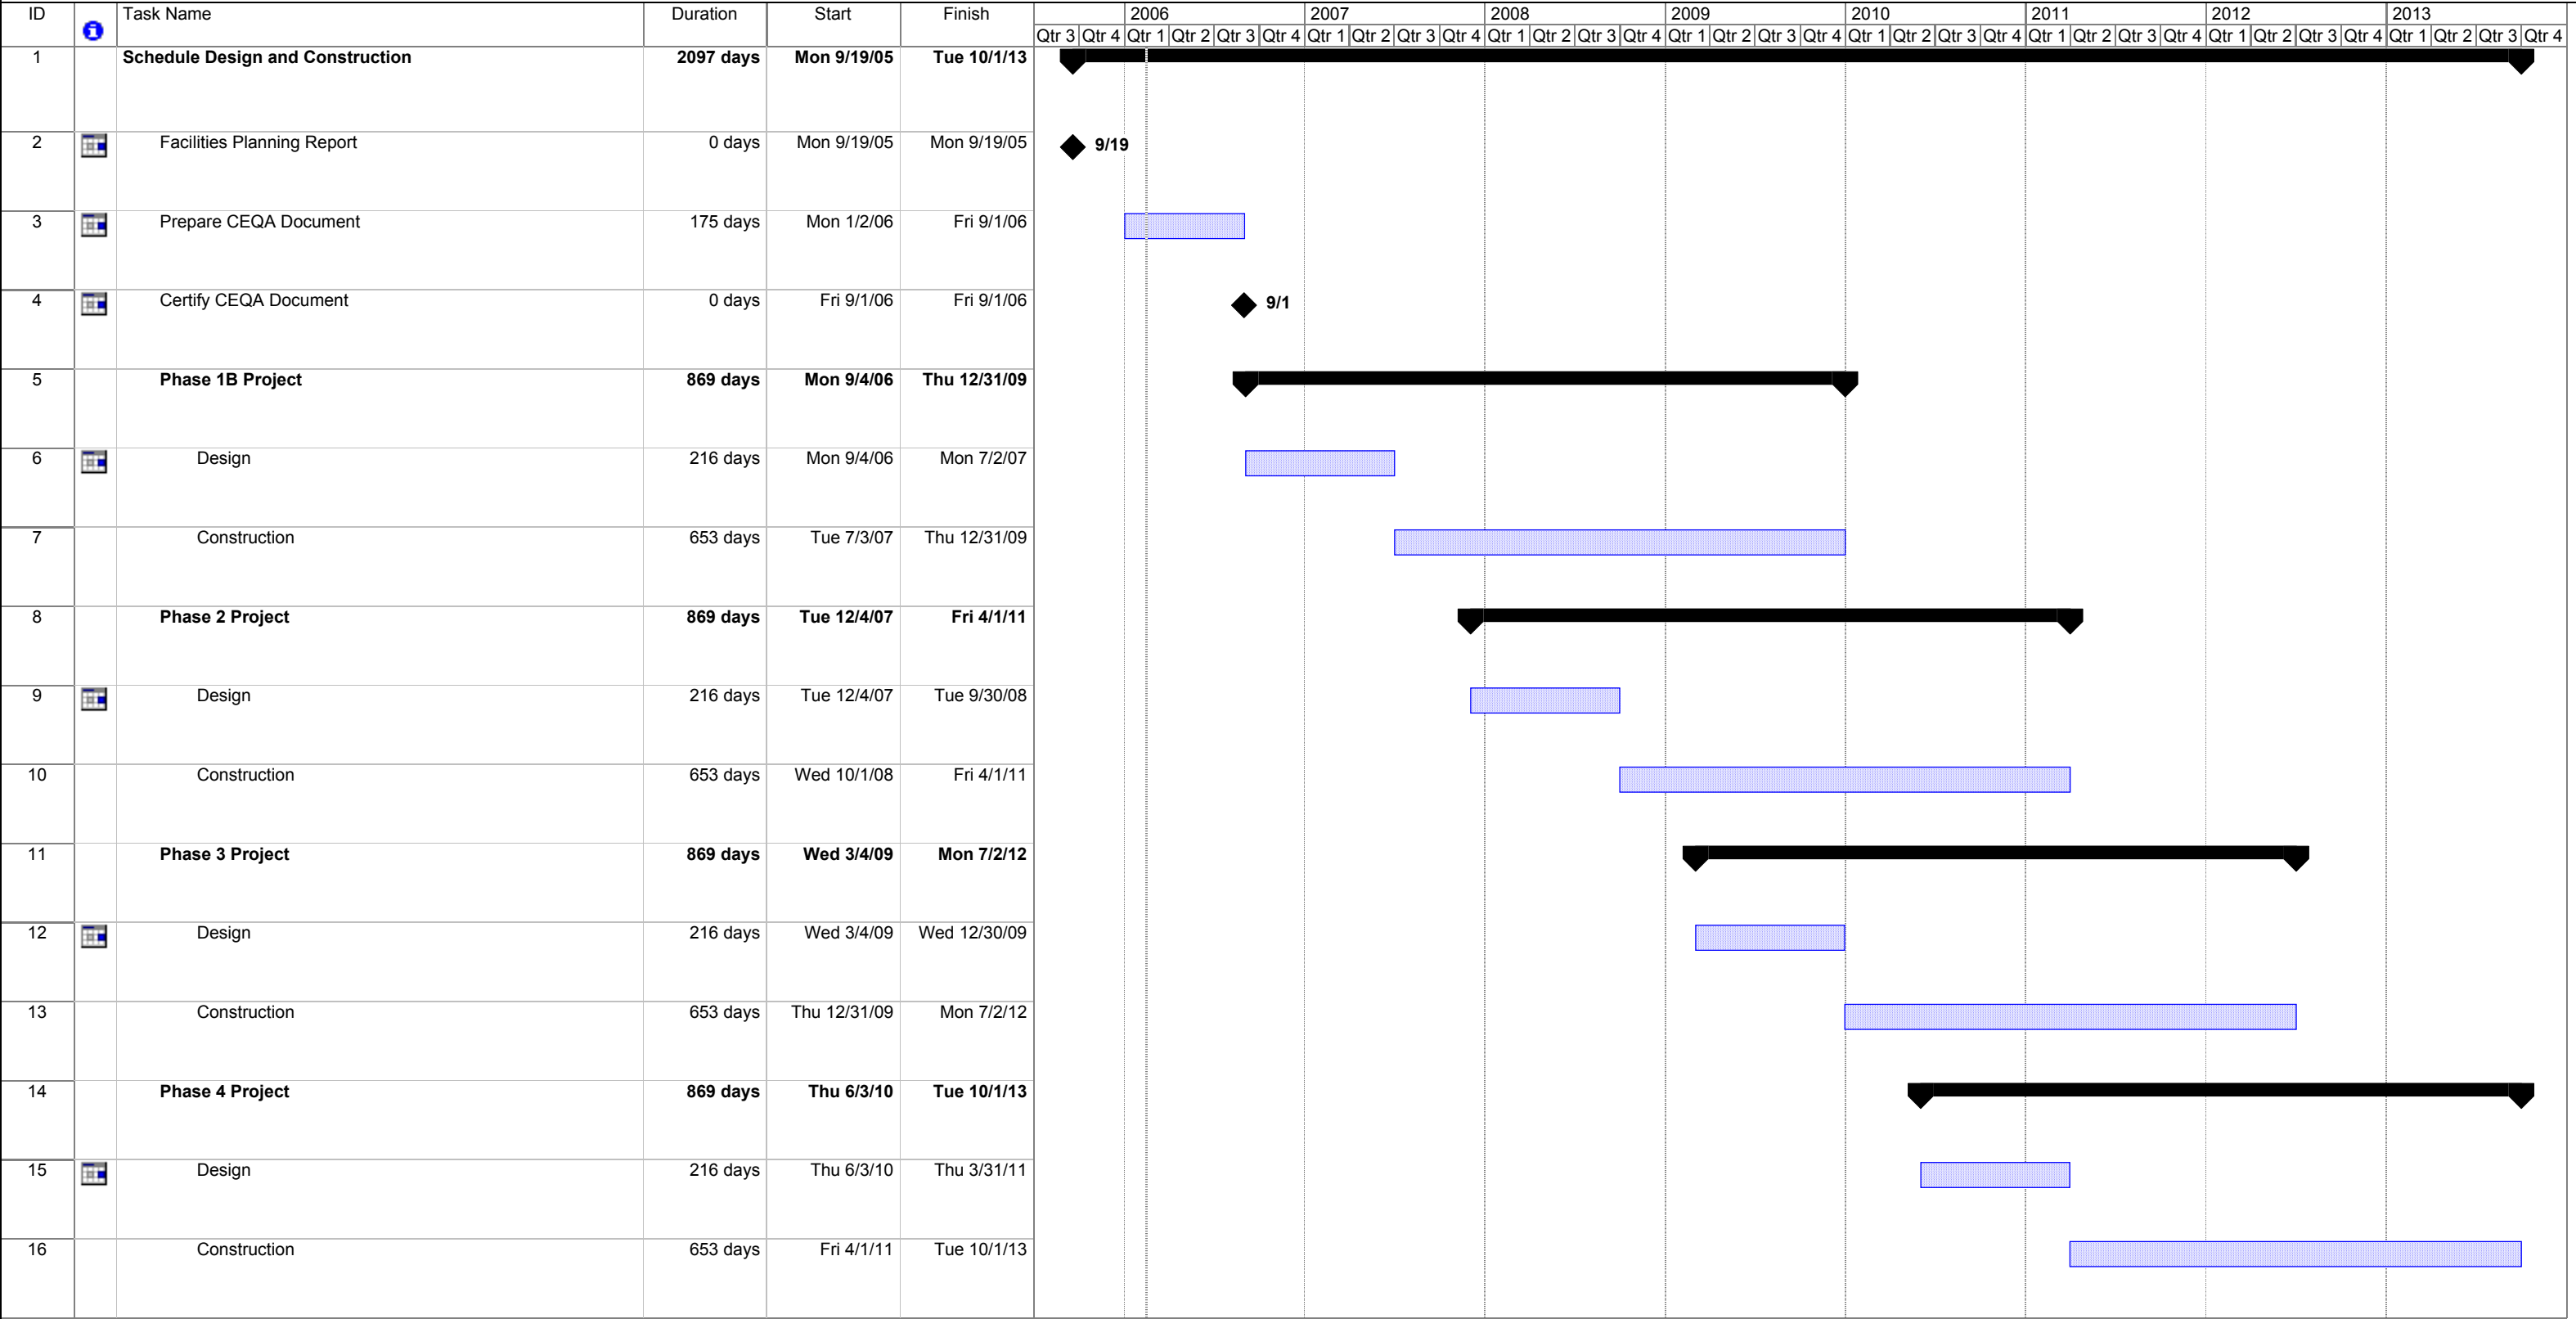 ID Task Name Duration Start Finish 2006 2007 2008 2009 2010 2011 2012 2013
Qtr 3 Qtr 4 Qtr 1 Qtr 2 Qtr 3 Qtr 4 Qtr 1 Qtr 2 Qtr 3 Qtr 4 Qtr 1 Qtr 2 Qtr 3 Qtr 4 Qtr 1 Qtr 2 Qtr 3 Qtr 4 Qtr 1 Qtr 2 Qtr 3 Qtr 4 Qtr 1 Qtr 2 Qtr 3 Qtr 4 Qtr 1 Qtr 2 Qtr 3 Qtr 4 Qtr 1 Qtr 2 Qtr 3 Qtr 4
1 Schedule Design and Construction 2097 days Mon 9/19/05 Tue 10/1/13
2 Facilities Planning Report 0 days Mon 9/19/05 Mon 9/19/05 9/19
3 Prepare CEQA Document 175 days Mon 1/2/06 Fri 9/1/06
4 Certify CEQA Document 0 days Fri 9/1/06 Fri 9/1/06 9/1
5 Phase 1B Project 869 days Mon 9/4/06 Thu 12/31/09
6 Design 216 days Mon 9/4/06 Mon 7/2/07
7 Construction 653 days Tue 7/3/07 Thu 12/31/09
8 Phase 2 Project 869 days Tue 12/4/07 Fri 4/1/11
9 Design 216 days Tue 12/4/07 Tue 9/30/08
10 Construction 653 days Wed 10/1/08 Fri 4/1/11
11 Phase 3 Project 869 days Wed 3/4/09 Mon 7/2/12
12 Design 216 days Wed 3/4/09 Wed 12/30/09
13 Construction 653 days Thu 12/31/09 Mon 7/2/12
14 Phase 4 Project 869 days Thu 6/3/10 Tue 10/1/13
15 Design 216 days Thu 6/3/10 Thu 3/31/11
16 Construction 653 days Fri 4/1/11 Tue 10/1/13